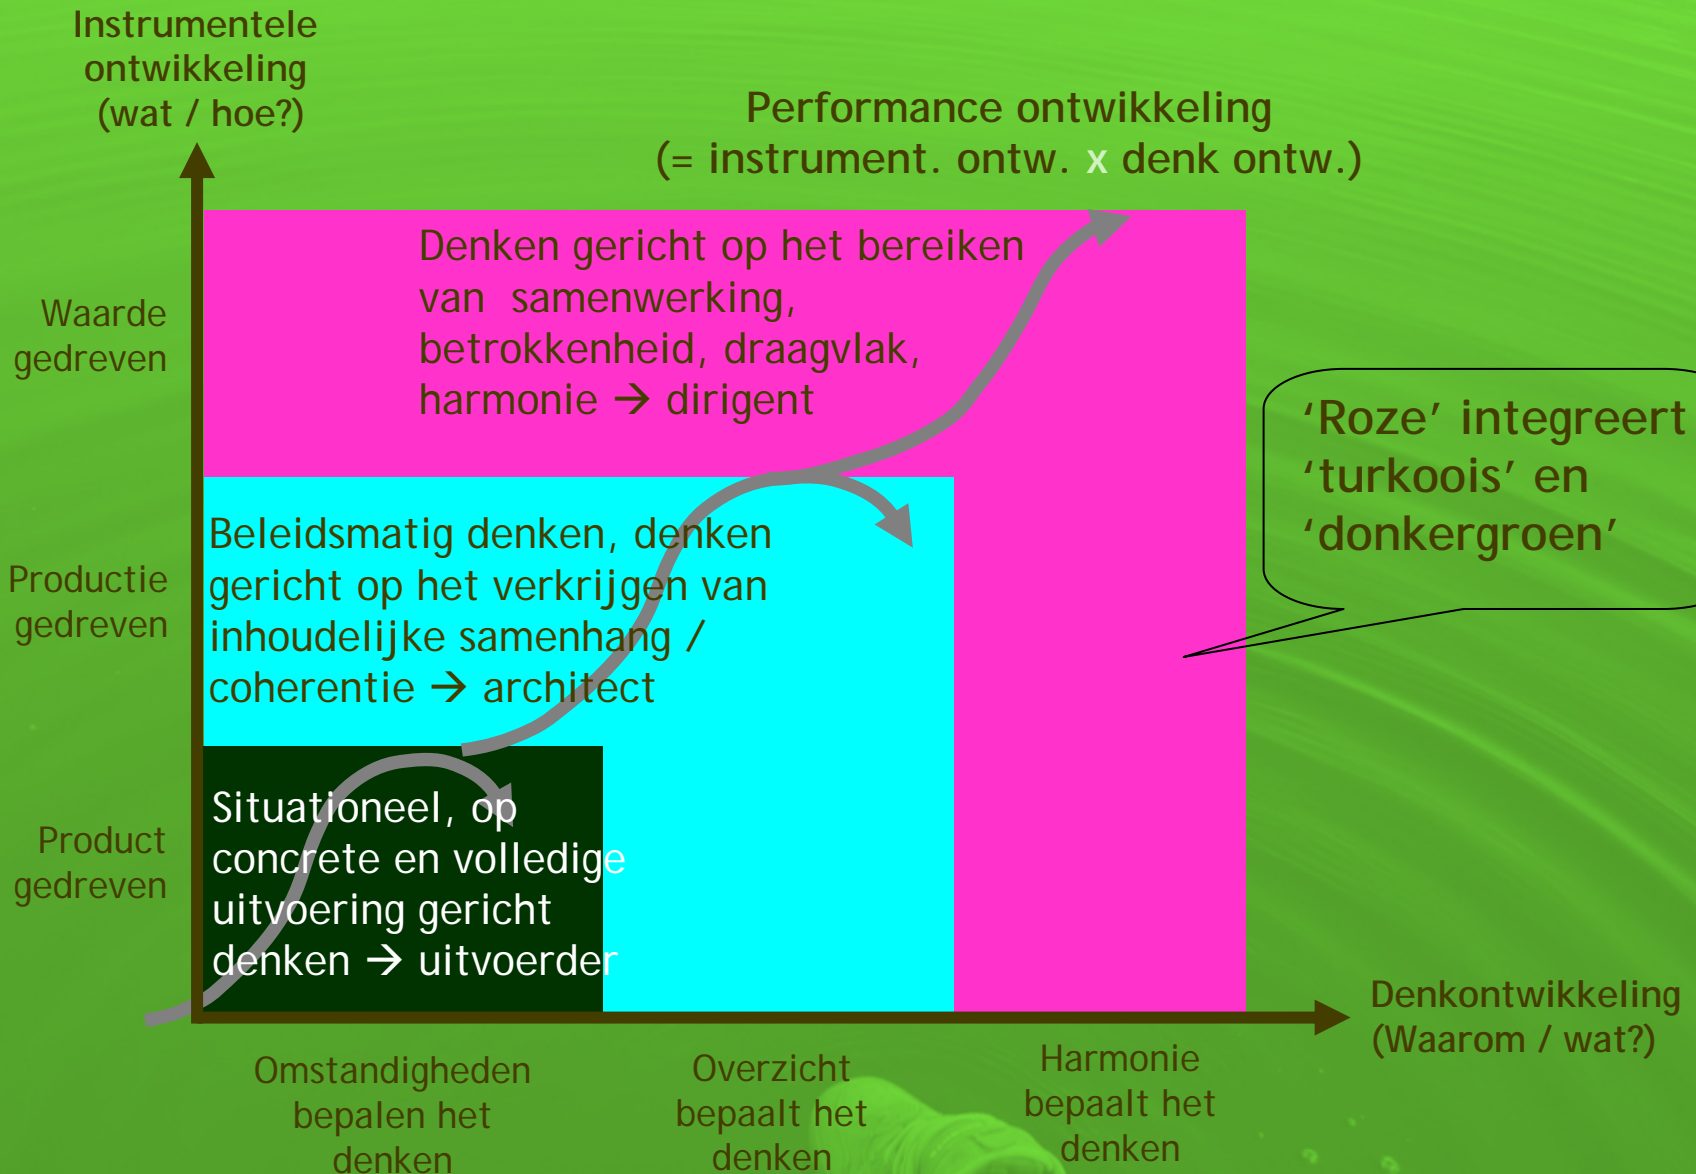 Instrumentele
ontwikkeling
(wat / hoe?)
Performance ontwikkeling
(= instrument. ontw. x denk ontw.)
Waarde
gedreven
Denken gericht op het bereiken
van samenwerking,
betrokkenheid, draagvlak,
harmonie → dirigent
‘Roze’ integreert
‘turkoois’ en
‘donkergroen’
Productie
gedreven
Beleidsmatig denken, denken
gericht op het verkrijgen van
inhoudelijke samenhang /
coherentie → architect
Product
gedreven
Situationeel, op
concrete en volledige
uitvoering gericht
denken → uitvoerder
Denkontwikkeling
(Waarom / wat?)
Omstandigheden
bepalen het
denken
Overzicht
bepaalt het
denken
Harmonie
bepaalt het
denken